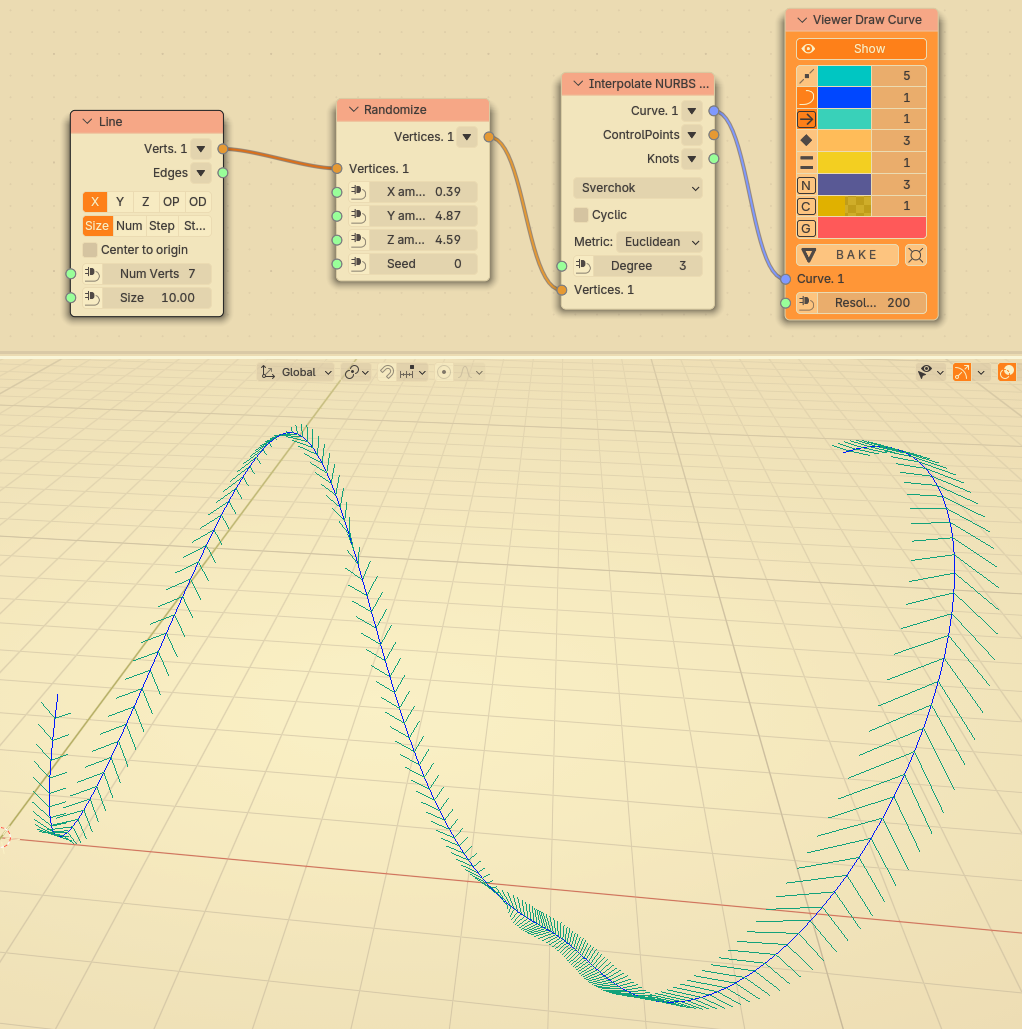 Viewer Draw Curve
Show
5
1
1
3
1
N 3
C 1
G
BAKE
Curve. 1
Resol... 200
Interpolate NURBS ...
Curve. 1
ControlPoints
Knots
Sverchok
Cyclic
Metric: Euclidean
Degree 3
Vertices. 1
Randomize
Vertices. 1
Vertices. 1
X am... 0.39
Y am... 4.87
Z am... 4.59
Seed 0
Line
Verts. 1
Edges
X Y Z OP OD
Size Num Step St...
Center to origin
Num Verts 7
Size 10.00
Global